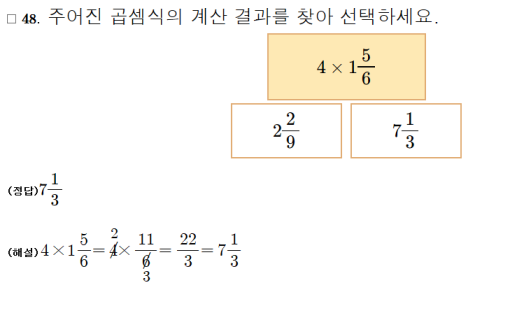 □ 48. 주어진 곱셈식의 계산 결과를 찾아 선택하세요.
4 × 1 5/6
2 2/9 7 1/3
(정답) 7 1/3
(해설) 4 × 1 5/6 = 4 2 × 11/6 3 = 22/3 = 7 1/3